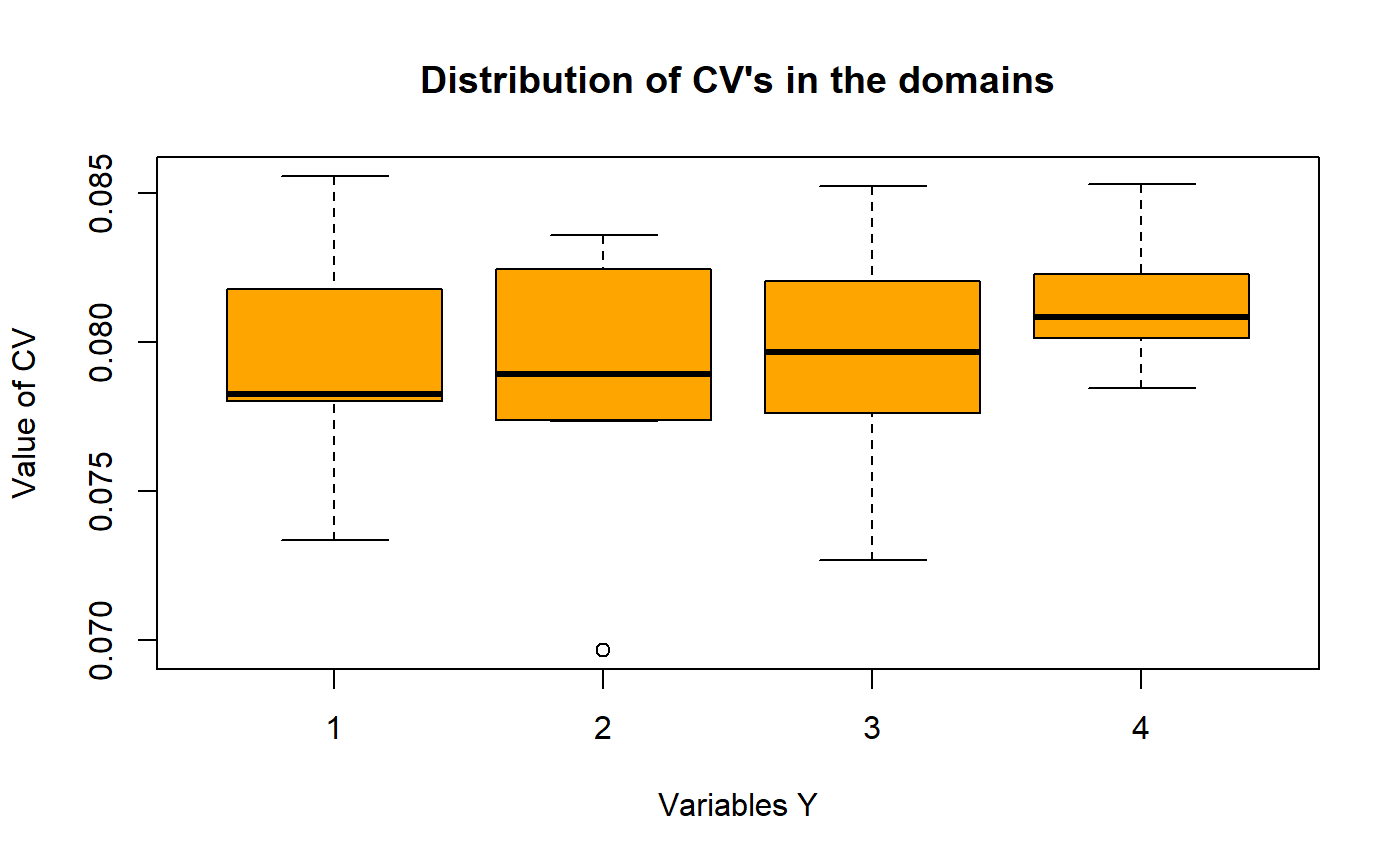 Distribution of CV's in the domains
Value of CV
0.085
0.080
0.075
0.070
1 2 3 4
Variables Y